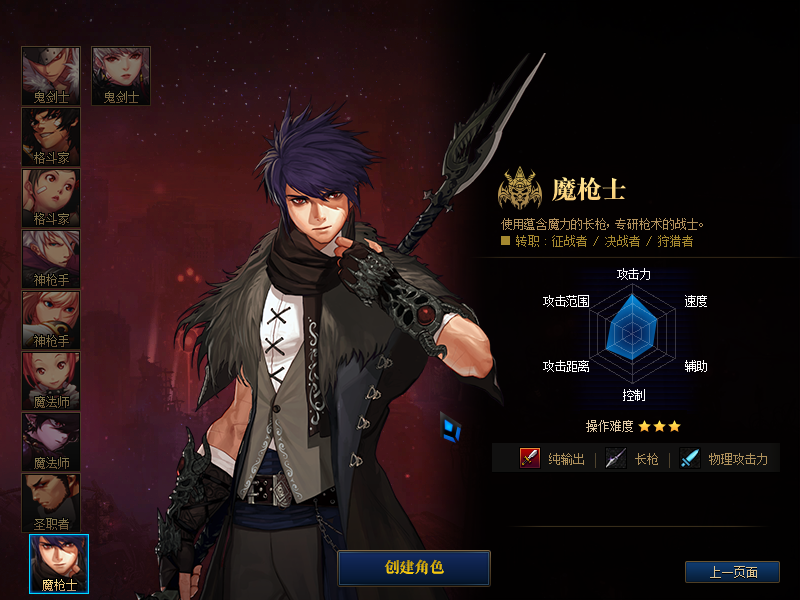 鬼剑士
鬼剑士
格斗家
格斗家
神枪手
神枪手
魔法师
魔法师
圣职者
魔枪士
魔枪士
使用蕴含魔力的长枪, 专研枪术的战士。
转职 : 征战者 / 决战者 / 狩猎者
攻击力
攻击范围
速度
攻击距离
辅助
控制
操作难度
纯输出 | 长枪 | 物理攻击力
创建角色
上一页面